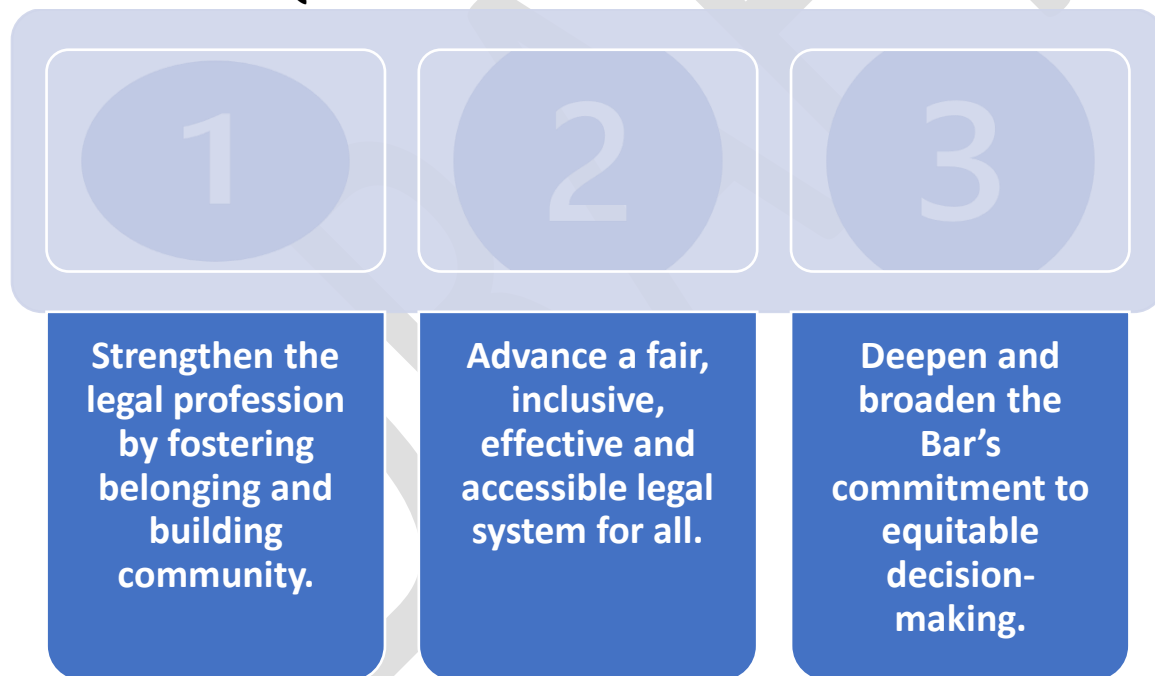 1
2
3
Strengthen the
legal profession
by fostering
belonging and
building
community.
Advance a fair,
inclusive,
effective and
accessible legal
system for all.
Deepen and
broaden the
Bar's
commitment to
equitable
decision-
making.